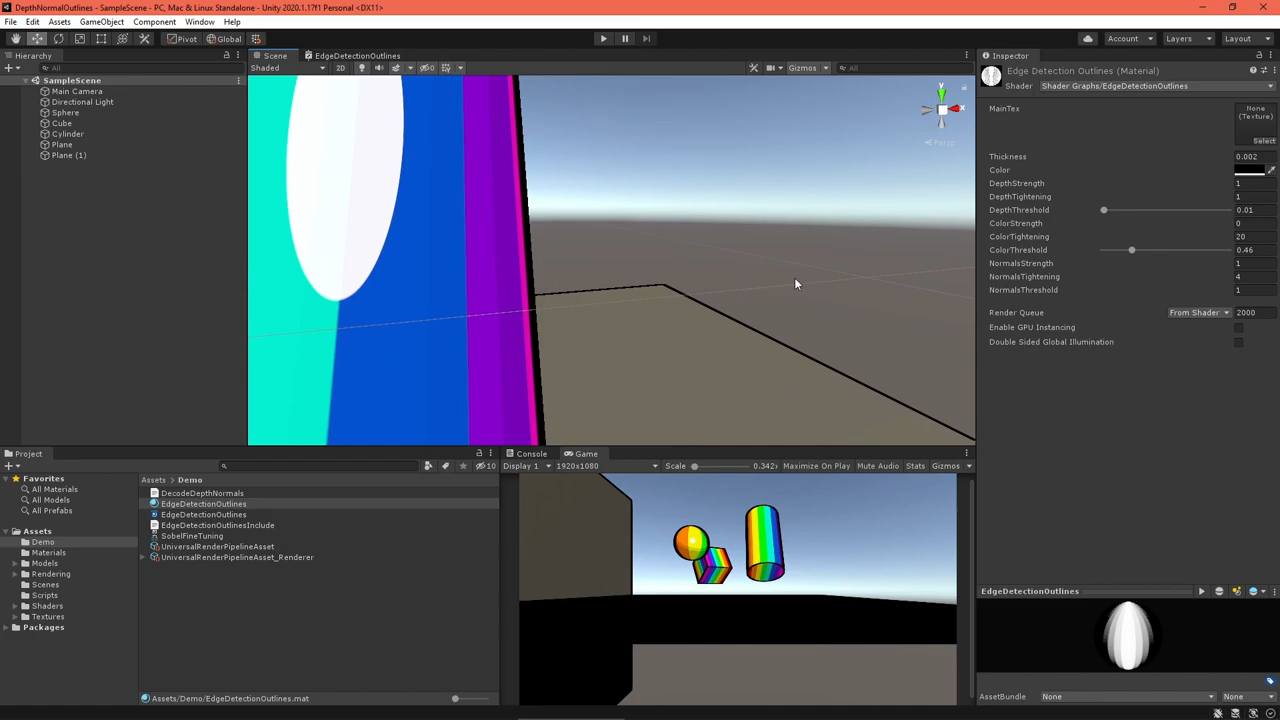 DepthNormalOutlines - SampleScene - PC, Mac & Linux Standalone - Unity 2020.1.17f1 Personal <DX11>
File Edit Assets GameObject Component Window Help
Pivot Global Account Layers Layout
Hierarchy
All
SampleScene
Main Camera
Directional Light
Sphere
Cube
Cylinder
Plane
Plane (1)
Scene EdgeDetectionOutlines
Shaded 2D 0 Gizmos All
y
x
Persp
Inspector
Edge Detection Outlines (Material)
Shader Shader Graphs/EdgeDetectionOutlines
MainTex
None
(Texture)
Select
Thickness 0.002
Color
DepthStrength 1
DepthTightening 1
DepthThreshold 0.01
ColorStrength 0
ColorTightening 20
ColorThreshold 0.46
NormalsStrength 1
NormalsTightening 4
NormalsThreshold 1
Render Queue From Shader 2000
Enable GPU Instancing
Double Sided Global Illumination
Project
10
Favorites
All Materials
All Models
All Prefabs
Assets
Demo
Materials
Models
Rendering
Scenes
Scripts
Shaders
Textures
Packages
Assets > Demo
DecodeDepthNormals
EdgeDetectionOutlines
EdgeDetectionOutlines
EdgeDetectionOutlinesInclude
SobelFineTuning
UniversalRenderPipelineAsset
UniversalRenderPipelineAsset_Renderer
Assets/Demo/EdgeDetectionOutlines.mat
Console Game
Display 1 1920x1080 Scale 0.342x Maximize On Play Mute Audio Stats Gizmos
EdgeDetectionOutlines
AssetBundle None None